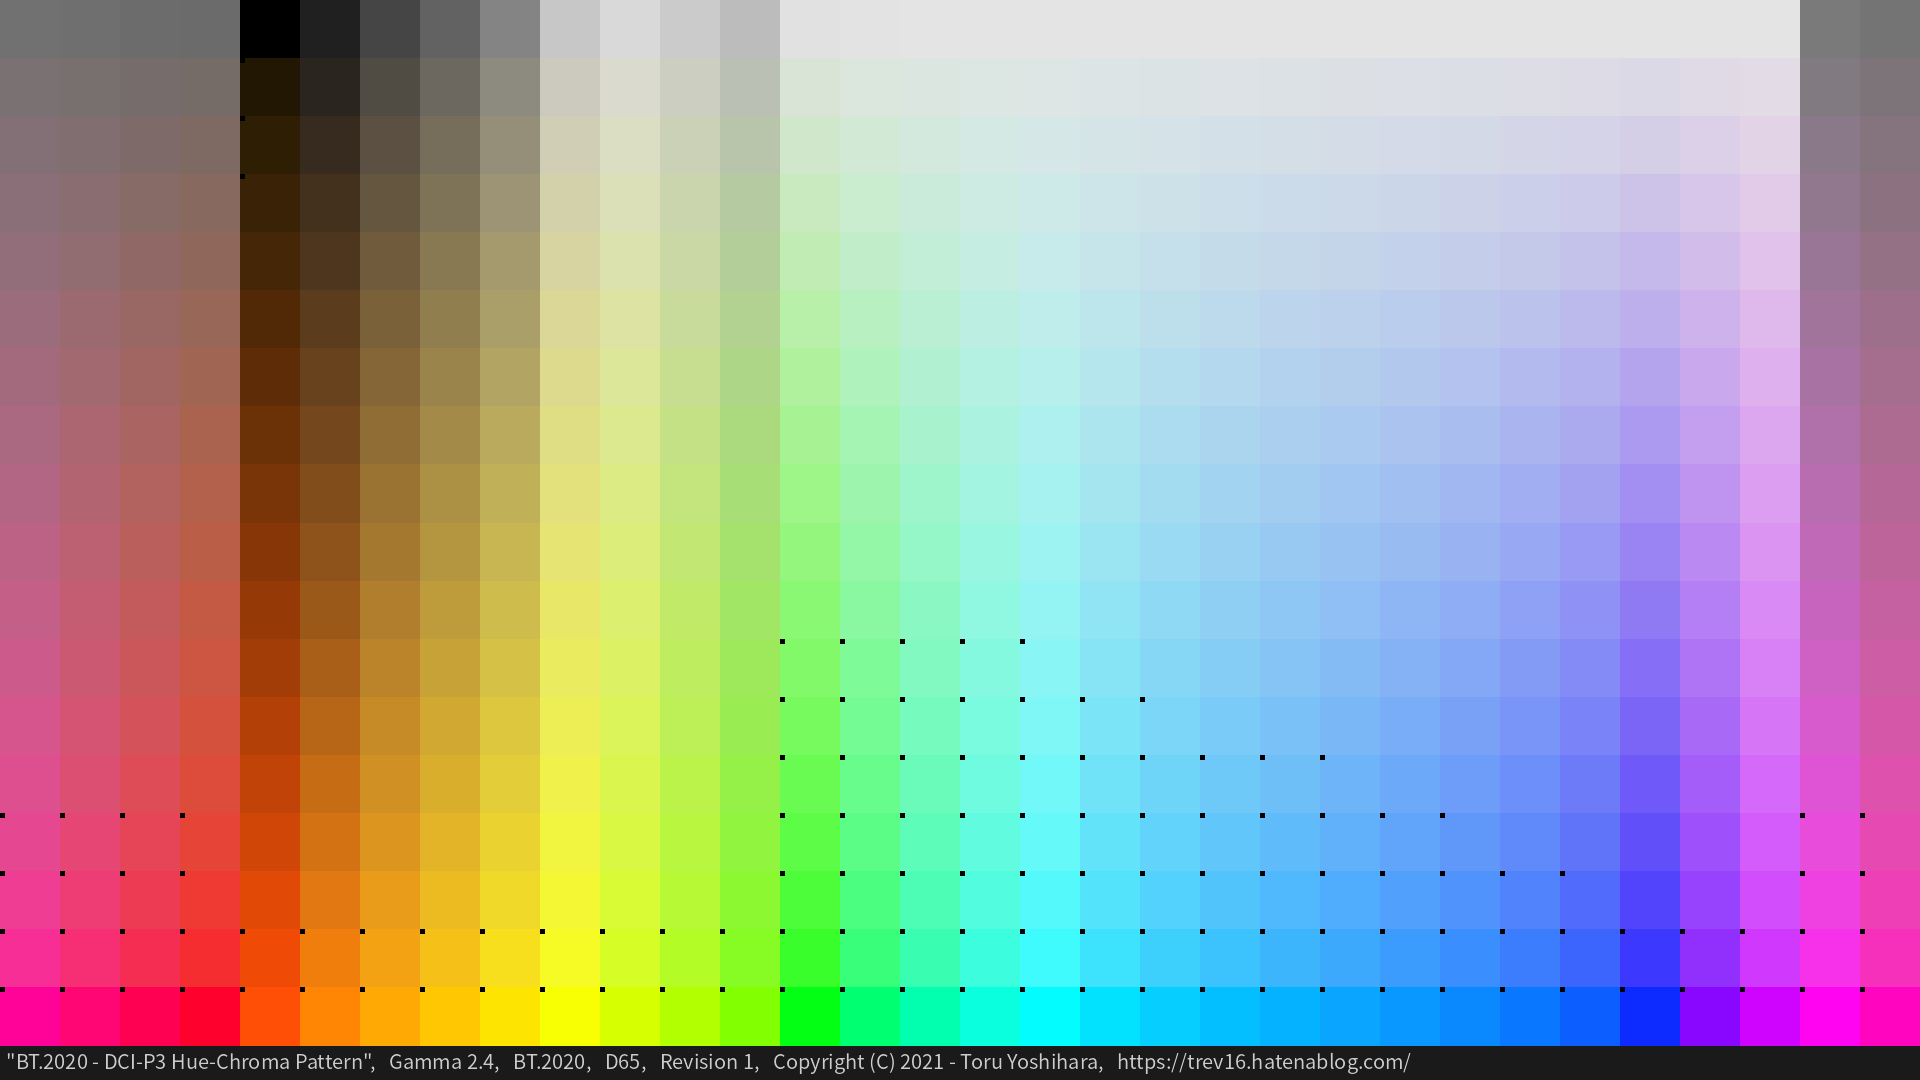 "BT.2020 - DCI-P3 Hue-Chroma Pattern", Gamma 2.4, BT.2020, D65, Revision 1, Copyright (C) 2021 - Toru Yoshihara, https://trev16.hatenablog.com/